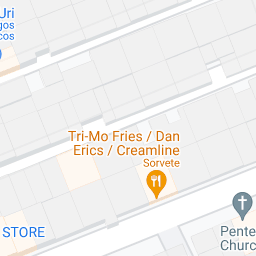 Uri
gos
cos
Tri-Mo Fries / Dan
Erics / Creamline
Sorvete
Pente
Churc
STORE